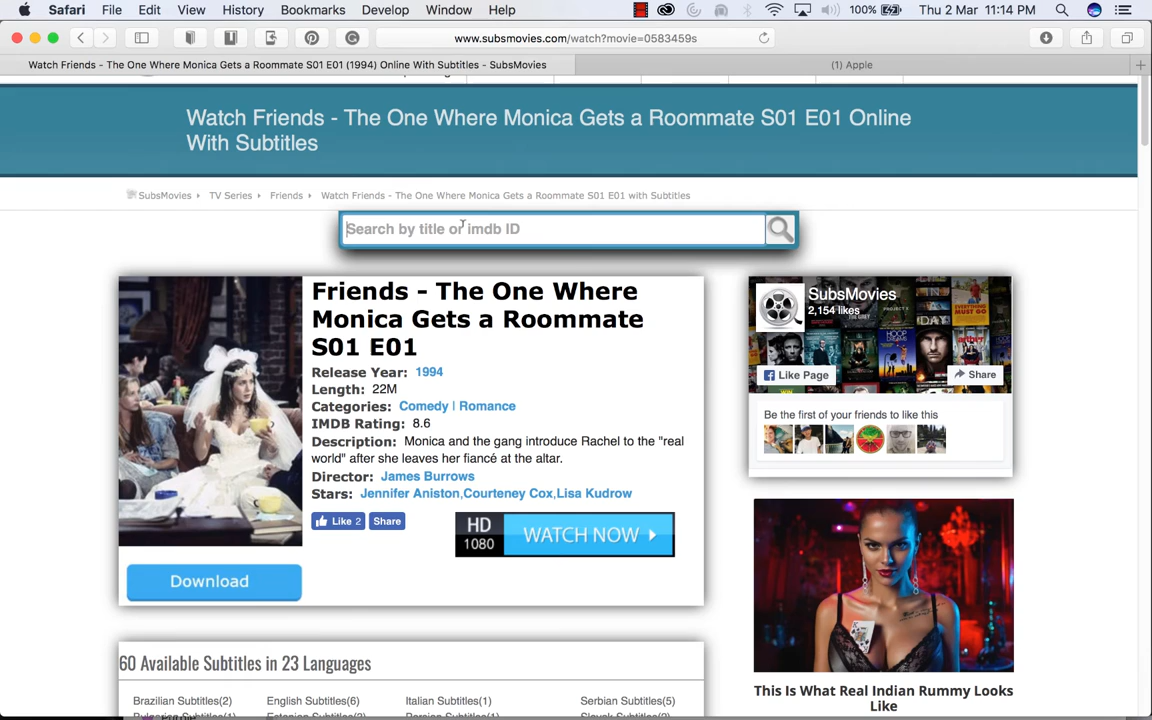 Safari File Edit View History Bookmarks Develop Window Help 100% Thu 2 Mar 11:14 PM
www.subsmovies.com/watch?movie=0583459s
Watch Friends - The One Where Monica Gets a Roommate S01 E01 (1994) Online With Subtitles - SubsMovies
(1) Apple
Watch Friends - The One Where Monica Gets a Roommate S01 E01 Online
With Subtitles
SubsMovies TV Series Friends Watch Friends - The One Where Monica Gets a Roommate S01 E01 with Subtitles
Search by title or imdb ID
Friends - The One Where
Monica Gets a Roommate
S01 E01
Release Year: 1994
Length: 22M
Categories: Comedy | Romance
IMDB Rating: 8.6
Description: Monica and the gang introduce Rachel to the "real
world" after she leaves her fiancé at the altar.
Director: James Burrows
Stars: Jennifer Aniston,Courteney Cox,Lisa Kudrow
Like 2 Share
HD
1080
WATCH NOW
Download
SubsMovies
2,154 likes
Like Page
Share
Be the first of your friends to like this
This Is What Real Indian Rummy Looks
Like
60 Available Subtitles in 23 Languages
Brazilian Subtitles(2) English Subtitles(6) Italian Subtitles(1) Serbian Subtitles(5)